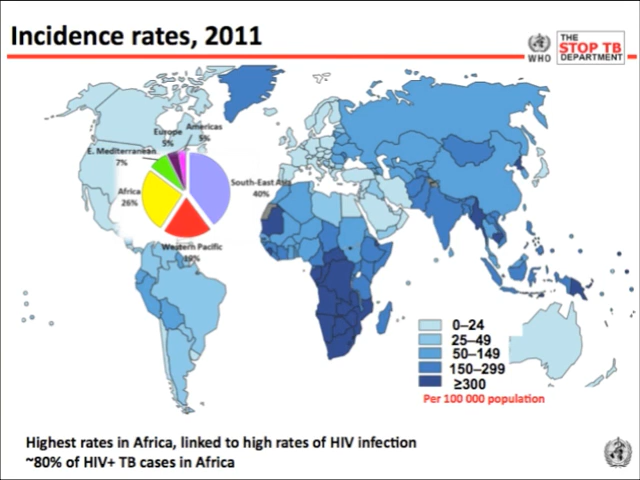 Incidence rates, 2011
WHO
THE
STOP TB
DEPARTMENT
Americas
5%
Europe
5%
E. Mediterranean
7%
Africa
26%
South-East Asia
40%
Western Pacific
19%
0–24
25–49
50–149
150–299
≥300
Per 100 000 population
Highest rates in Africa, linked to high rates of HIV infection
~80% of HIV+ TB cases in Africa